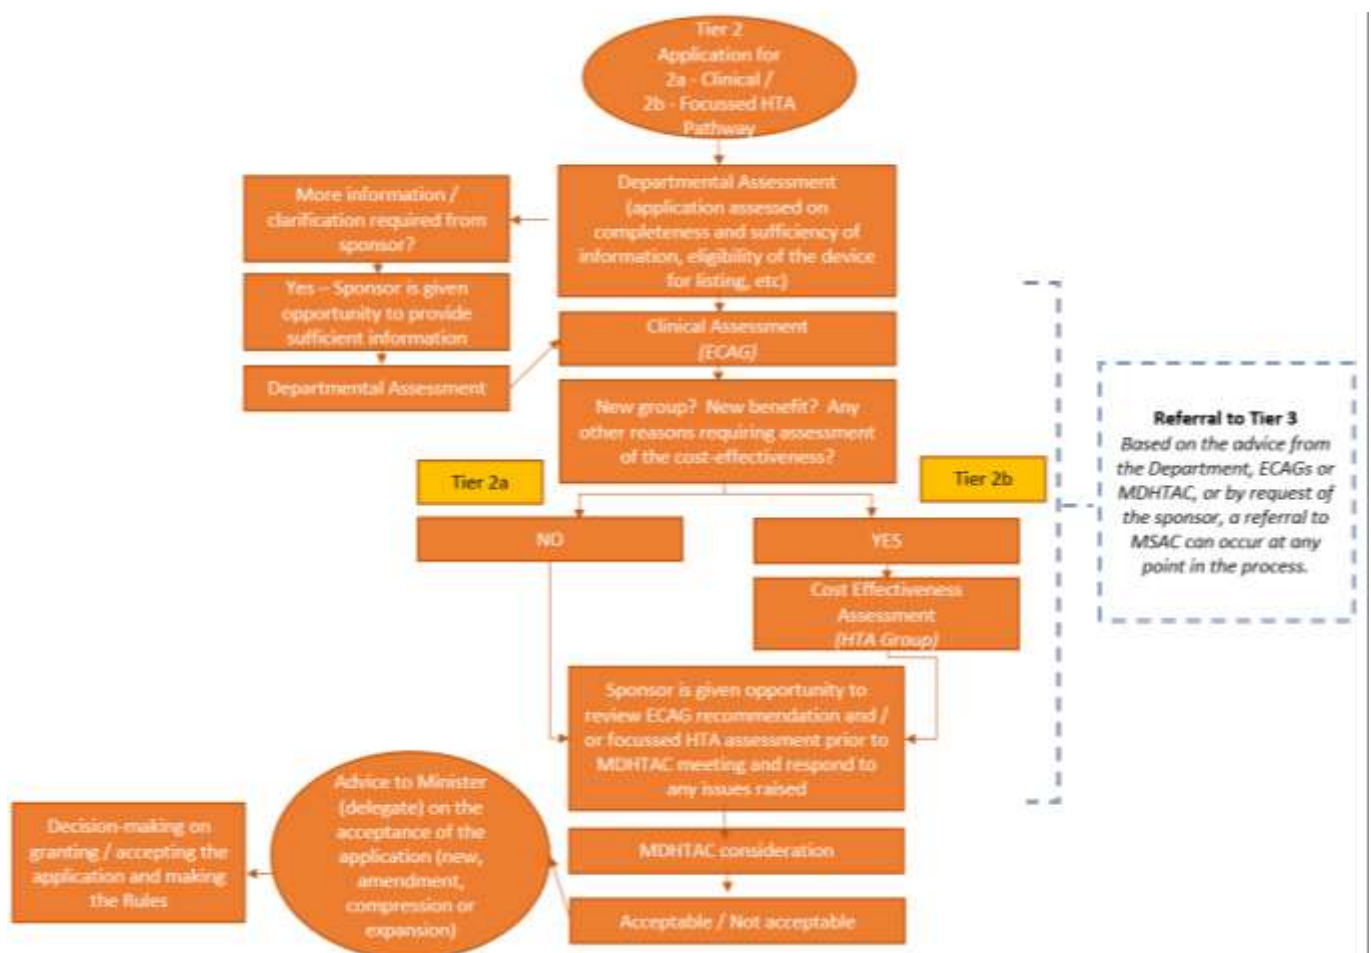 Tier 2
Application for
2a - Clinical /
2b - Focussed HTA
Pathway
Departmental Assessment
(application assessed on
completeness and sufficiency of
information, eligibility of the device
for listing, etc)
More information /
clarification required from
sponsor?
Yes – Sponsor is given
opportunity to provide
sufficient information
Departmental Assessment
Clinical Assessment
(ECAG)
New group? New benefit? Any
other reasons requiring assessment
of the cost-effectiveness?
Tier 2a
Tier 2b
NO
YES
Cost Effectiveness
Assessment
(HTA Group)
Sponsor is given opportunity to
review ECAG recommendation and /
or focussed HTA assessment prior to
MDHTAC meeting and respond to
any issues raised
MDHTAC consideration
Acceptable / Not acceptable
Advice to Minister
(delegate) on the
acceptance of the
application (new,
amendment,
compression or
expansion)
Decision-making on
granting / accepting the
application and making
the Rules
Referral to Tier 3
Based on the advice from
the Department, ECAGs or
MDHTAC, or by request of
the sponsor, a referral to
MSAC can occur at any
point in the process.